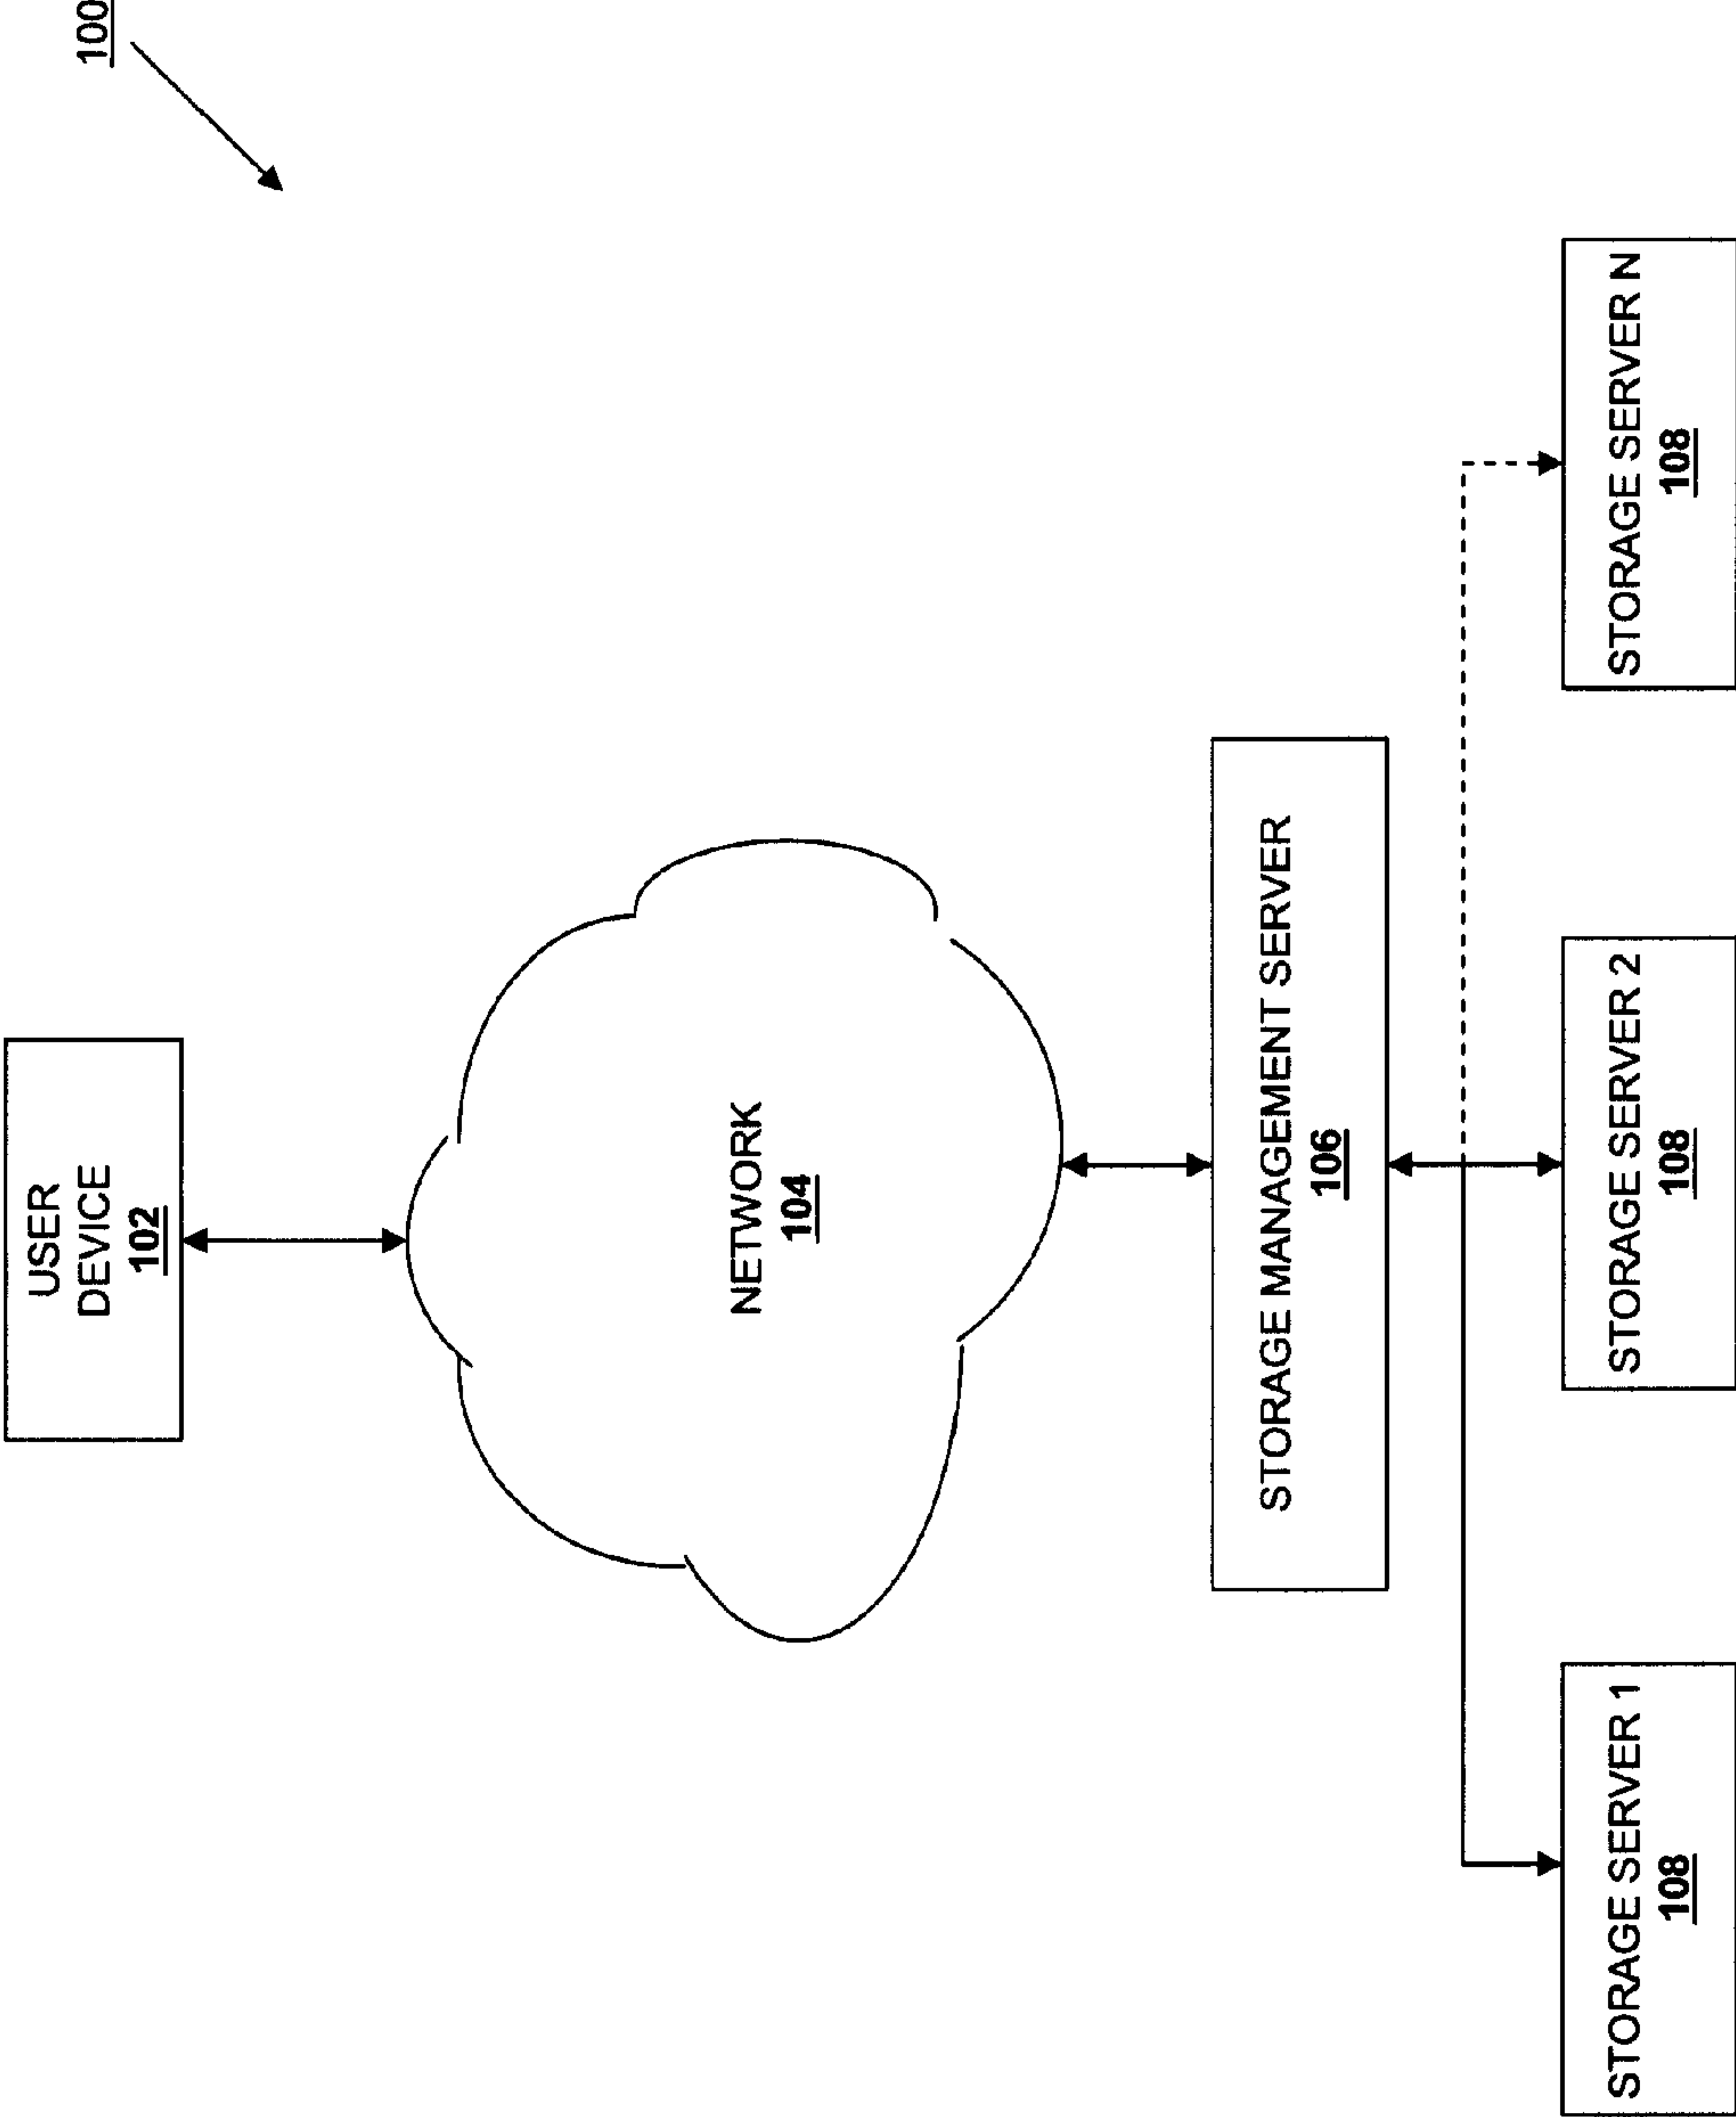 100
USER
DEVICE
102
NETWORK
104
STORAGE MANAGEMENT SERVER
106
STORAGE SERVER 1
108
STORAGE SERVER 2
108
STORAGE SERVER N
108